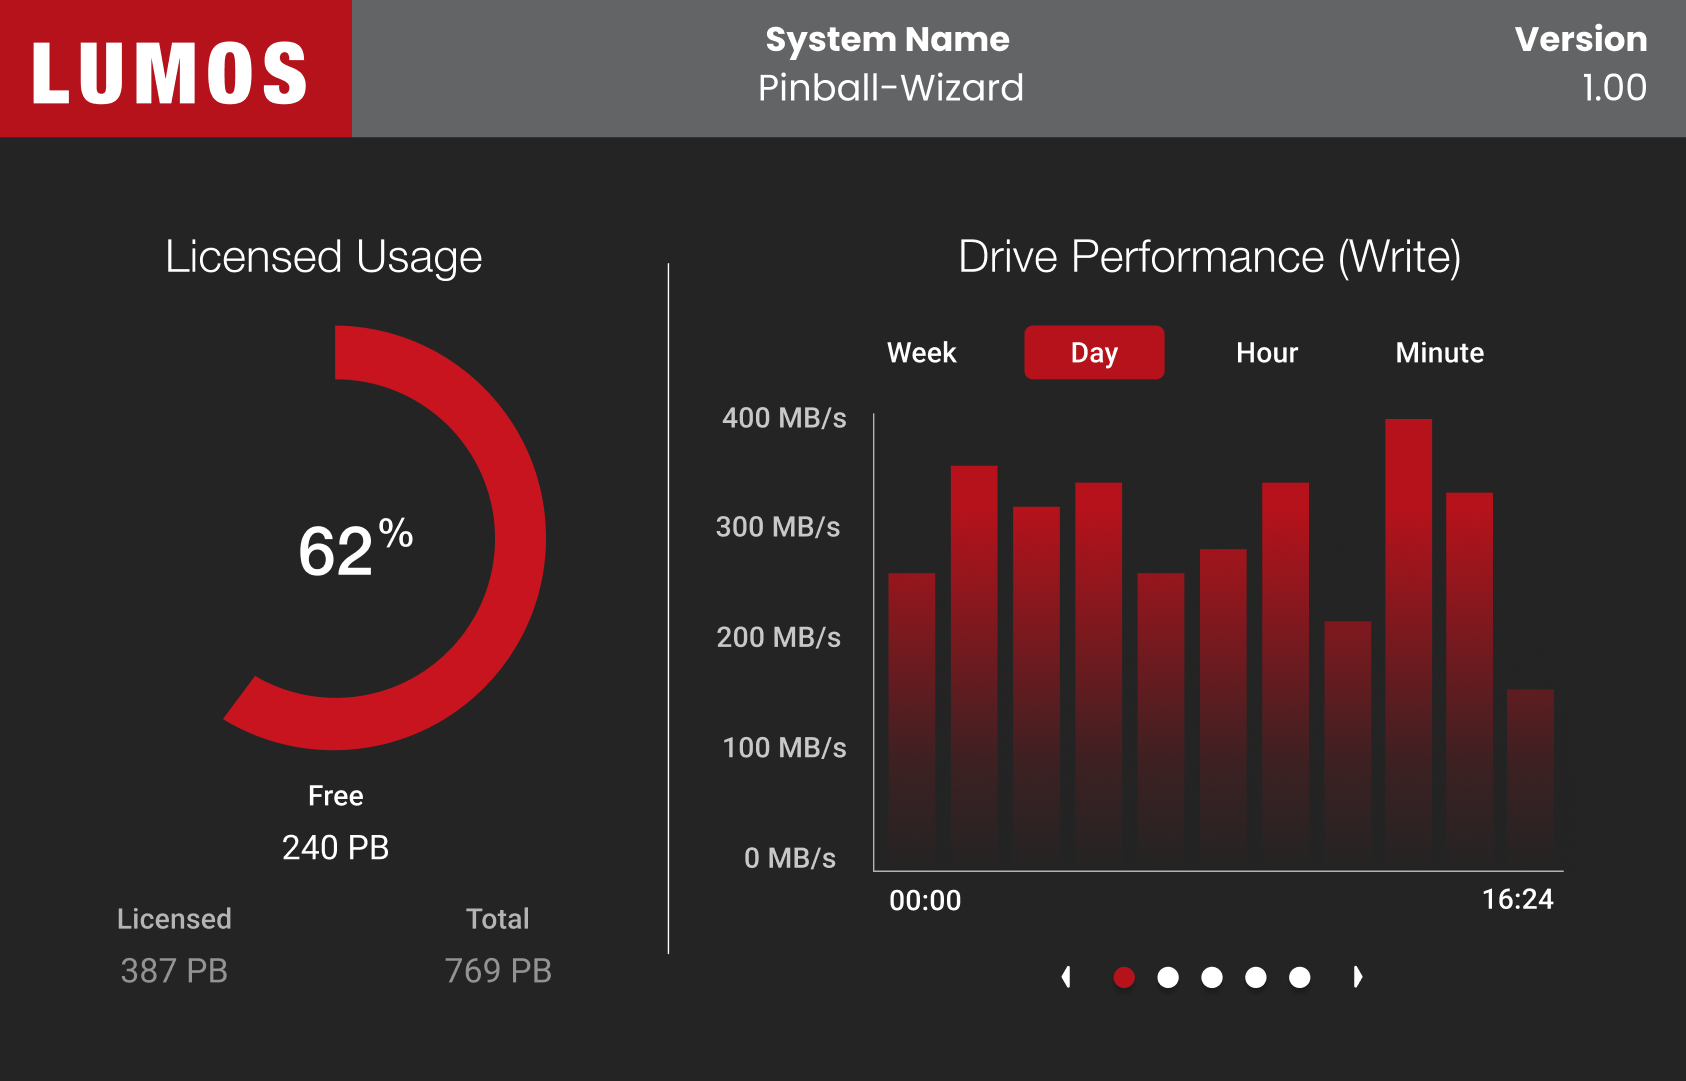 LUMOS
System Name
Pinball-Wizard
Version
1.00
Licensed Usage
62%
Free
240 PB
Licensed
387 PB
Total
769 PB
Drive Performance (Write)
Week
Day
Hour
Minute
400 MB/s
300 MB/s
200 MB/s
100 MB/s
0 MB/s
00:00
16:24